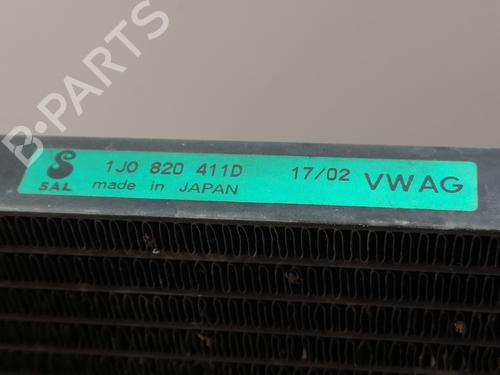 B-PARTS
1J0 820 411D 17/02 VWAG
SAL made in JAPAN